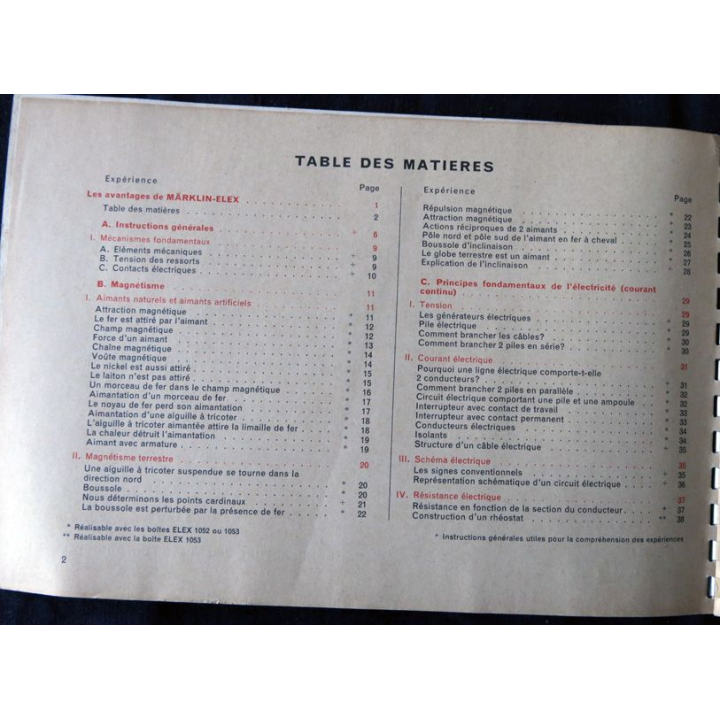 TABLE DES MATIERES
Expérience Page
Les avantages de MÄRKLIN-ELEX 1
Table des matières 2
A. Instructions générales + 6
I. Mécanismes fondamentaux 9
A. Eléments mécaniques + 9
B. Tension des ressorts + 9
C. Contacts électriques + 10
B. Magnétisme 11
I. Aimants naturels et aimants artificiels 11
Attraction magnétique * 11
Le fer est attiré par l'aimant * 12
Champ magnétique * 12
Force d'un aimant * 13
Chaîne magnétique * 14
Voûte magnétique * 14
Le nickel est aussi attiré * 15
Le laiton n'est pas attiré * 15
Un morceau de fer dans le champ magnétique * 16
Aimantation d'un morceau de fer * 17
Le noyau de fer perd son aimantation * 17
Aimantation d'une aiguille à tricoter * 18
L'aiguille à tricoter aimantée attire la limaille de fer * 18
La chaleur détruit l'aimantation * 19
Aimant avec armature * 19
II. Magnétisme terrestre 20
Une aiguille à tricoter suspendue se tourne dans la
direction nord * 20
Boussole * 20
Nous déterminons les points cardinaux * 21
La boussole est perturbée par la présence de fer * 22
* Réalisable avec les boîtes ELEX 1052 ou 1053
** Réalisable avec la boîte ELEX 1053
2
Expérience Page
Répulsion magnétique * 22
Attraction magnétique * 23
Actions réciproques de 2 aimants * 24
Pôle nord et pôle sud de l'aimant en fer à cheval * 25
Boussole d'inclinaison * 26
Le globe terrestre est un aimant * 27
Explication de l'inclinaison 28
C. Principes fondamentaux de l'électricité (courant
continu) 29
I. Tension 29
Les générateurs électriques + 29
Pile électrique * 29
Comment brancher les câbles? + 30
Comment brancher 2 piles en série? * 30
II. Courant électrique 31
Pourquoi une ligne électrique comporte-t-elle
2 conducteurs? * 31
Comment brancher 2 piles en parallèle * 32
Circuit électrique comportant une pile et une ampoule * 32
Interrupteur avec contact de travail * 33
Interrupteur avec contact permanent * 33
Conducteurs électriques * 34
Isolants * 34
Structure d'un câble électrique + 35
III. Schéma électrique 35
Les signes conventionnels + 35
Représentation schématique d'un circuit électrique + 36
IV. Résistance électrique 37
Résistance en fonction de la section du conducteur + 37
Construction d'un rhéostat ** 38
+ Instructions générales utiles pour la compréhension des expériences